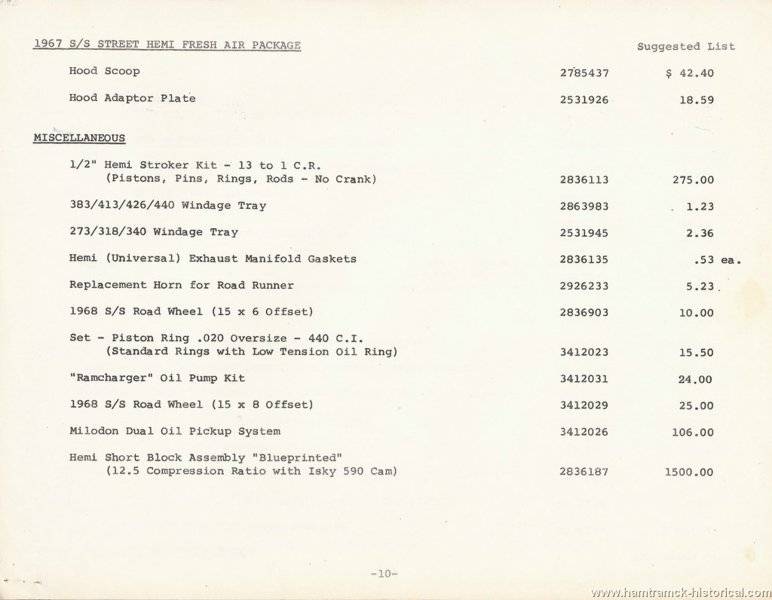 1967 S/S STREET HEMI FRESH AIR PACKAGE Suggested List
Hood Scoop 2785437 $ 42.40
Hood Adaptor Plate 2531926 18.59
MISCELLANEOUS
1/2" Hemi Stroker Kit - 13 to 1 C.R.
(Pistons, Pins, Rings, Rods - No Crank) 2836113 275.00
383/413/426/440 Windage Tray 2863983 1.23
273/318/340 Windage Tray 2531945 2.36
Hemi (Universal) Exhaust Manifold Gaskets 2836135 .53 ea.
Replacement Horn for Road Runner 2926233 5.23
1968 S/S Road Wheel (15 x 6 Offset) 2836903 10.00
Set - Piston Ring .020 Oversize - 440 C.I.
(Standard Rings with Low Tension Oil Ring) 3412023 15.50
"Ramcharger" Oil Pump Kit 3412031 24.00
1968 S/S Road Wheel (15 x 8 Offset) 3412029 25.00
Milodon Dual Oil Pickup System 3412026 106.00
Hemi Short Block Assembly "Blueprinted"
(12.5 Compression Ratio with Isky 590 Cam) 2836187 1500.00
-10-
www.hamtramck-historical.com